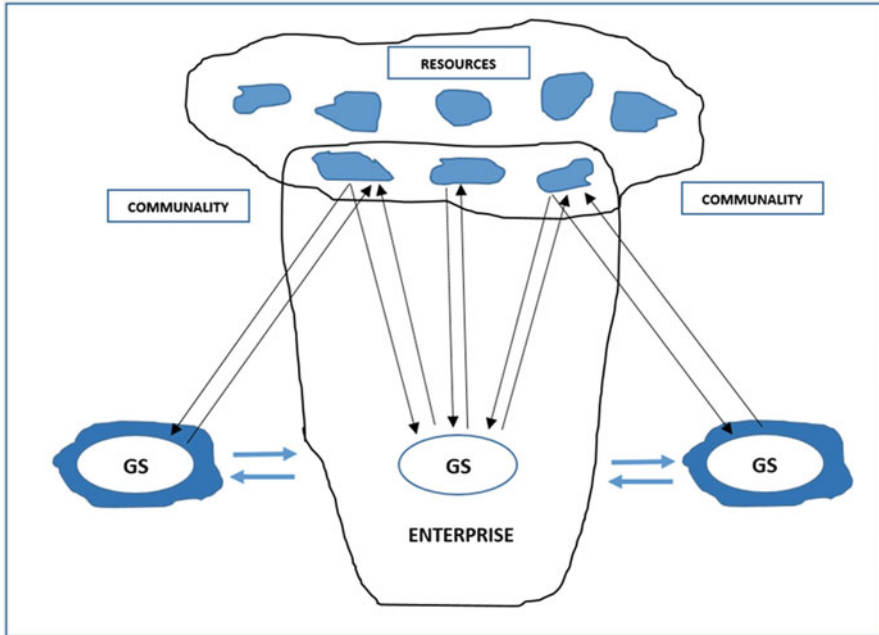 RESOURCES
COMMUNALITY
COMMUNALITY
GS
GS
GS
ENTERPRISE